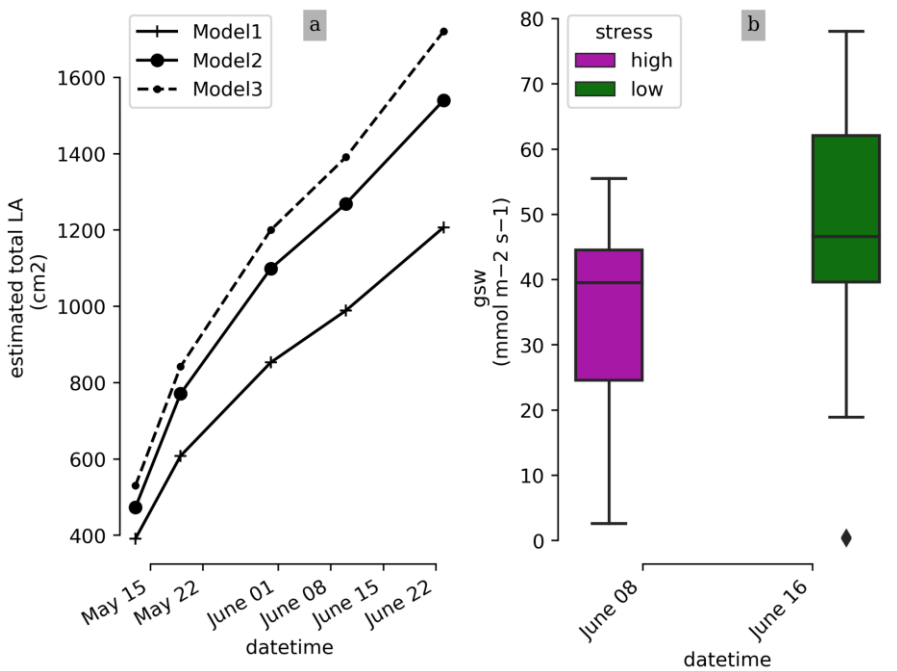 a
Model1
Model2
Model3
1600
1400
1200
1000
800
600
400
estimated total LA
(cm2)
May 15
May 22
June 01
June 08
June 15
June 22
datetime
b
stress
high
low
80
70
60
50
40
30
20
10
0
gsw
(mmol m−2 s−1)
June 08
June 16
datetime